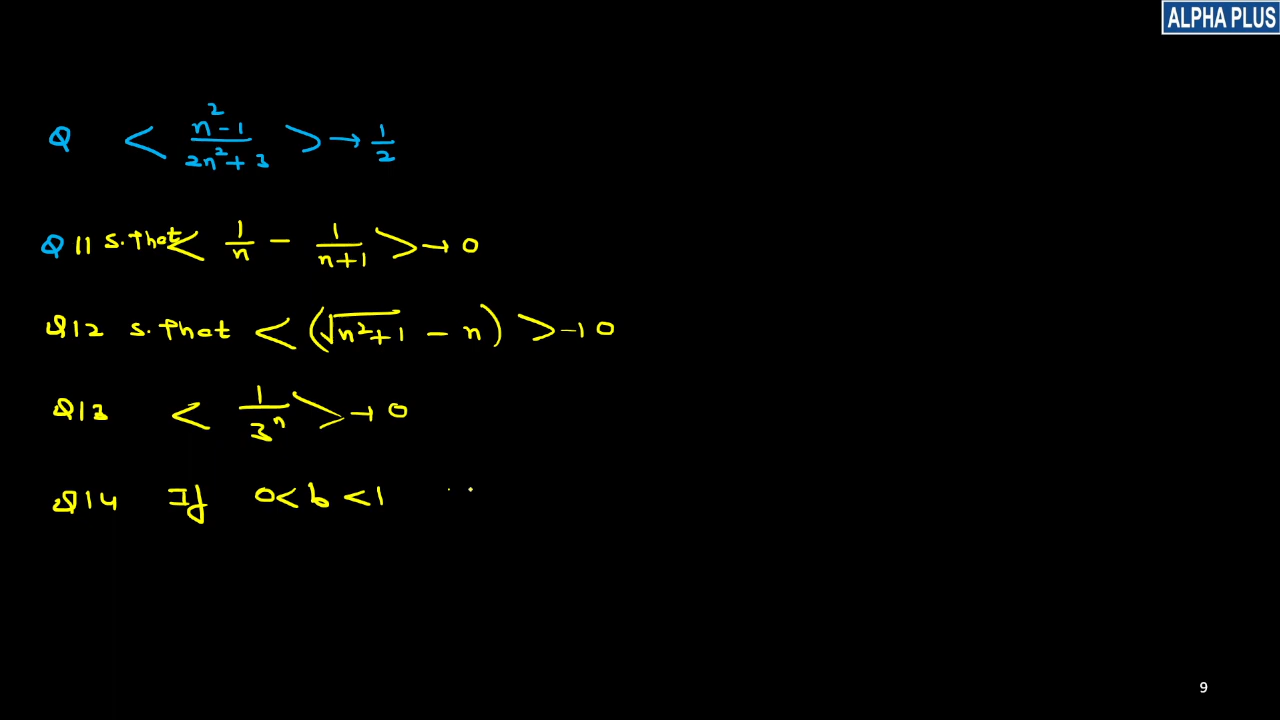 ALPHA PLUS
Q < n²-1 / 2n²+3 > → 1/2
Q11 S.That < 1/n - 1/n+1 > → 0
Q12 S.That < (√n²+1 - n) > → 0
Q13 < 1/3ⁿ > → 0
Q14 If 0<b<1
9